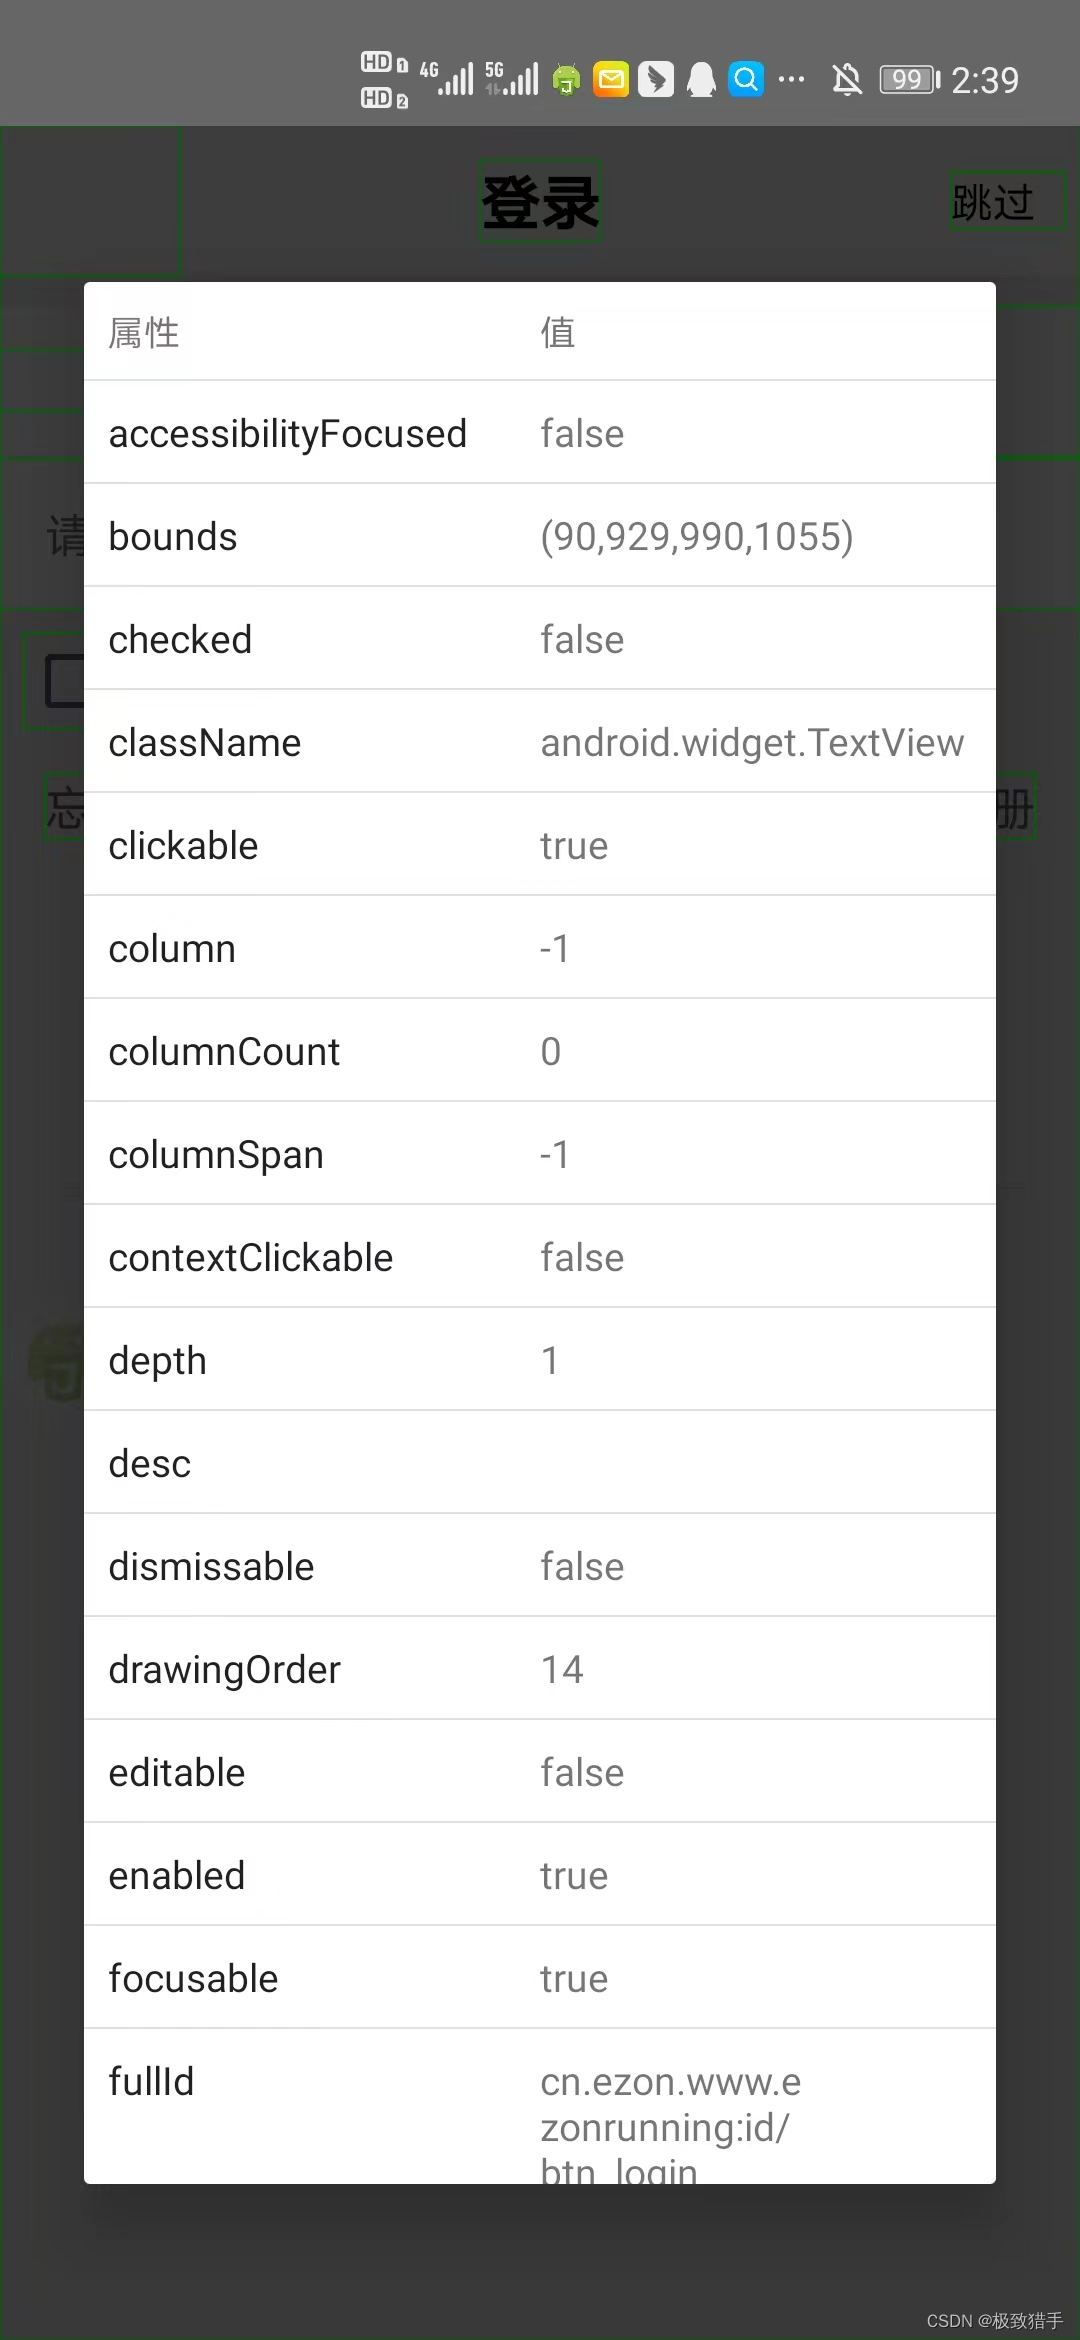 HD 1 4G 5G 99 2:39
HD 2
登录
跳过
属性 值
accessibilityFocused false
请
bounds (90,929,990,1055)
checked false
className android.widget.TextView
忘
册
clickable true
column -1
columnCount 0
columnSpan -1
contextClickable false
depth 1
desc
dismissable false
drawingOrder 14
editable false
enabled true
focusable true
fullId cn.ezon.www.e
zonrunning:id/
btn_login
CSDN @极致猎手